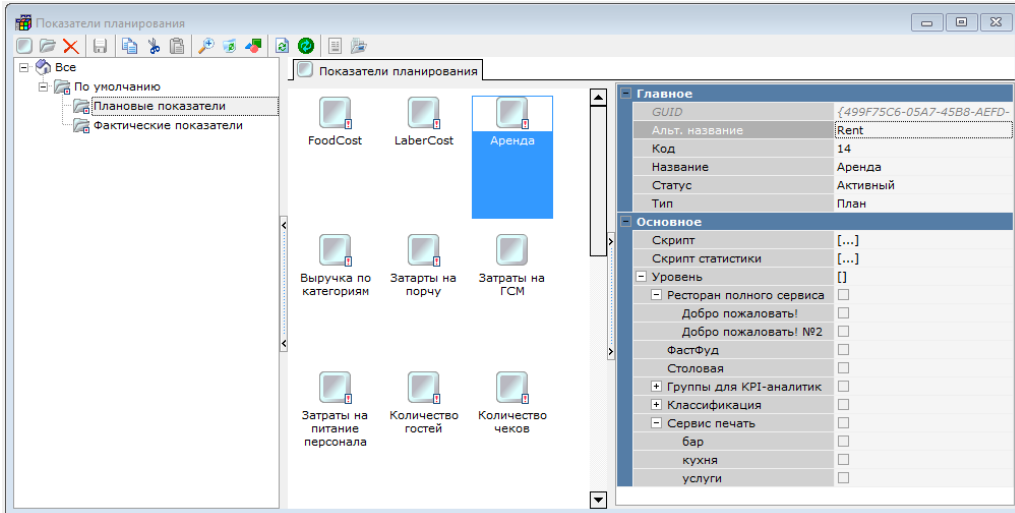 Показатели планирования
Все
По умолчанию
Плановые показатели
Фактические показатели
Показатели планирования
FoodCost
LaberCost
Аренда
Выручка по категориям
Затарты на порчу
Затраты на ГСМ
Затраты на питание персонала
Количество гостей
Количество чеков
Главное
GUID {499F75C6-05A7-45B8-AEFD-
Альт. название Rent
Код 14
Название Аренда
Статус Активный
Тип План
Основное
Скрипт [...]
Скрипт статистики [...]
Уровень []
Ресторан полного сервиса
Добро пожаловать!
Добро пожаловать! №2
ФастФуд
Столовая
Группы для KPI-аналитик
Классификация
Сервис печать
бар
кухня
услуги